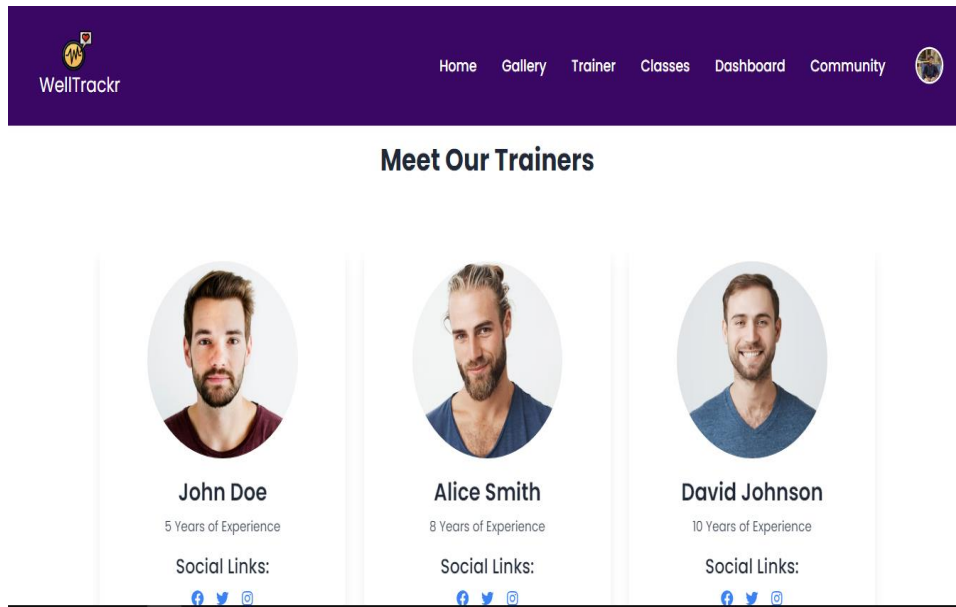 WellTrackr
Home Gallery Trainer Classes Dashboard Community
Meet Our Trainers
John Doe
5 Years of Experience
Social Links:
Alice Smith
8 Years of Experience
Social Links:
David Johnson
10 Years of Experience
Social Links: